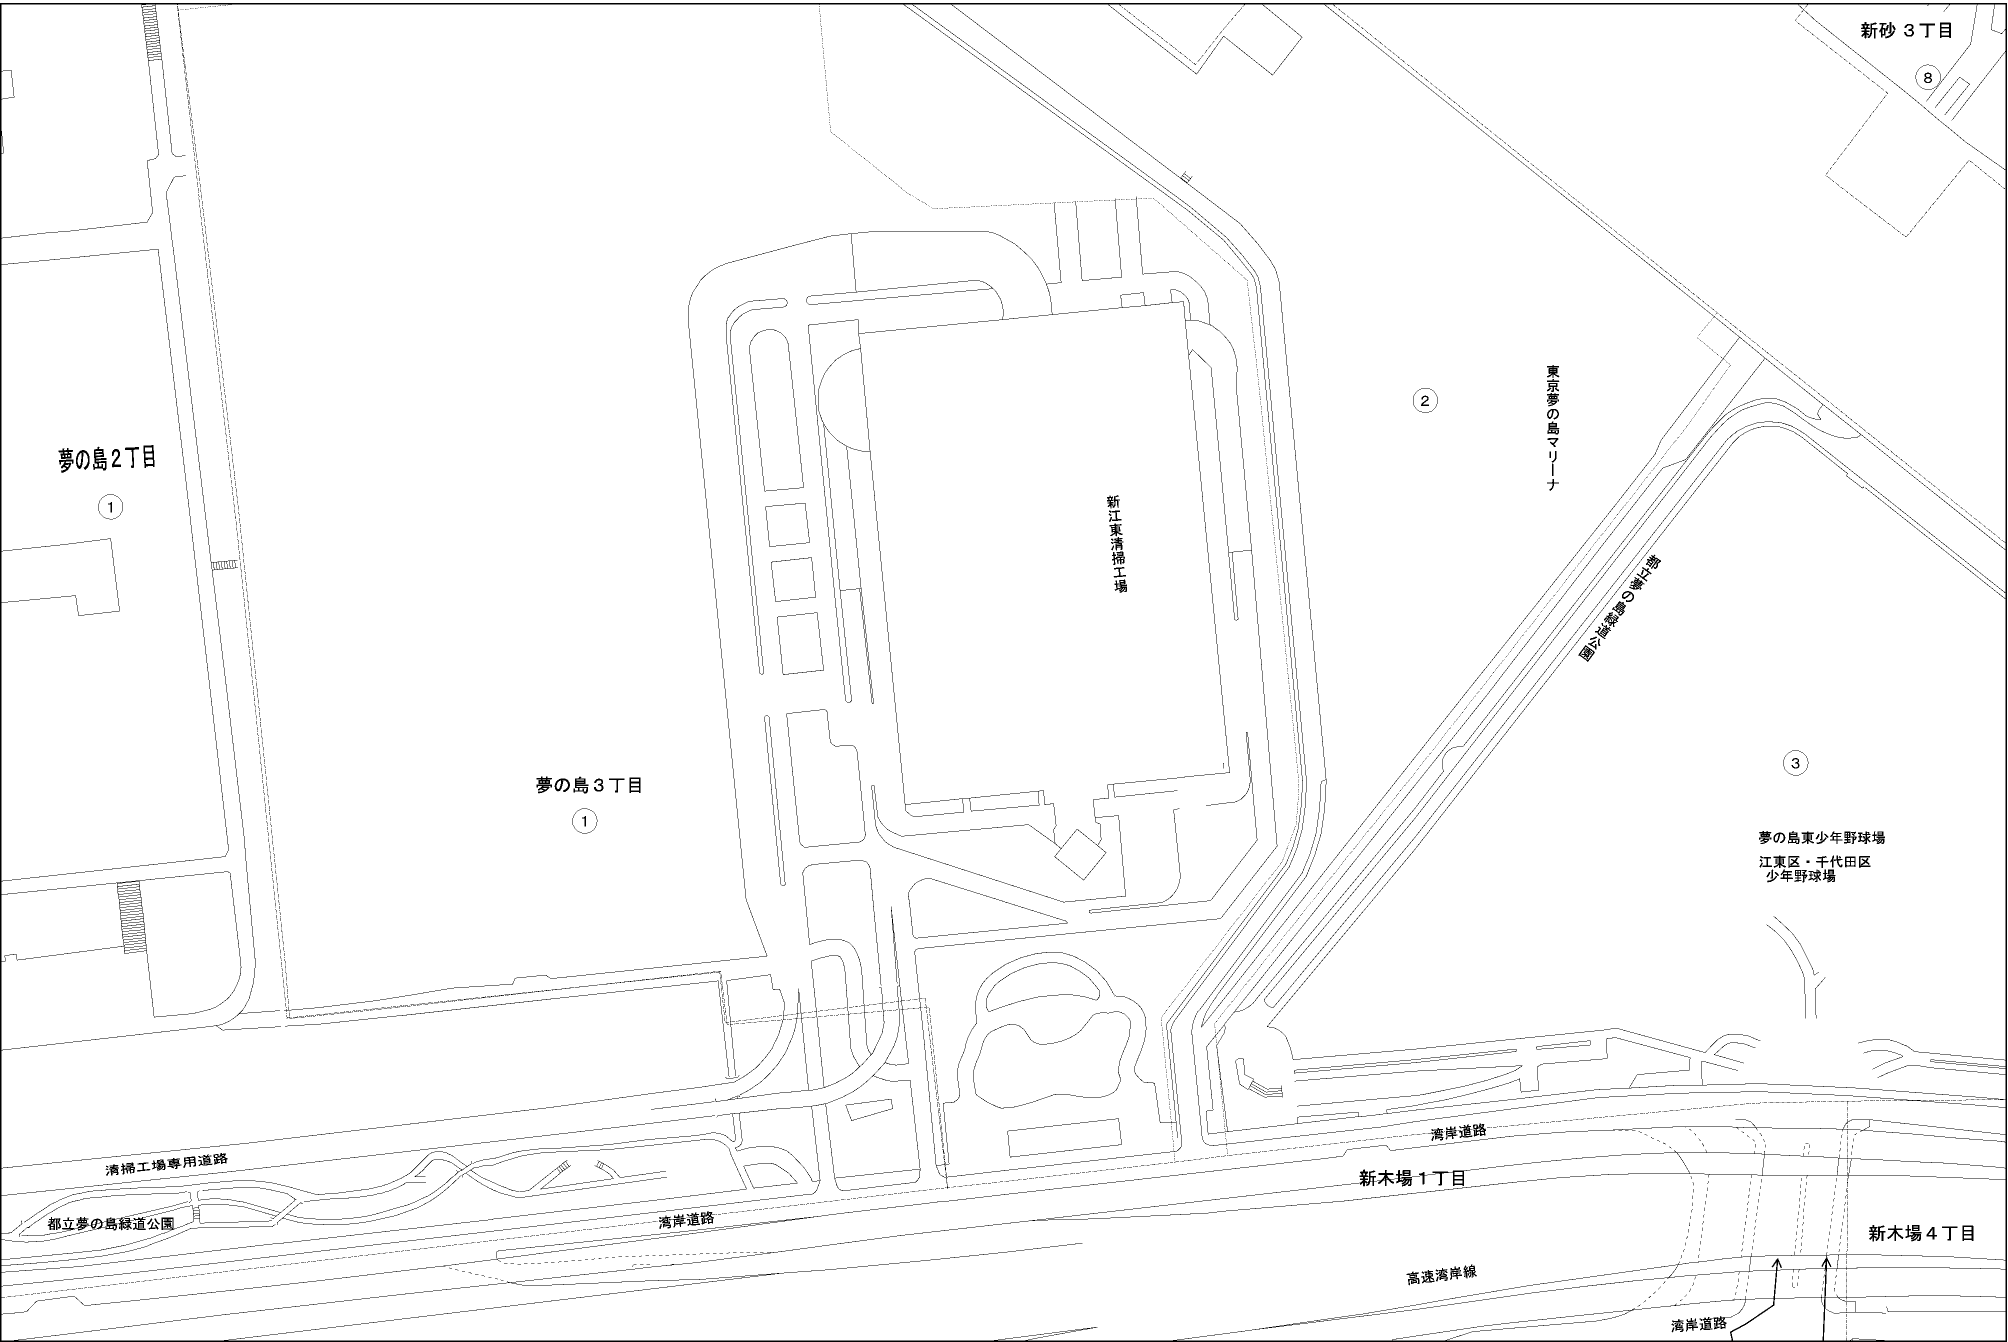 新砂３丁目
8
東京夢の島マリーナ
2
夢の島２丁目
1
新江東清掃工場
都立夢の島緑道公園
夢の島３丁目
1
3
夢の島東少年野球場
江東区・千代田区
少年野球場
湾岸道路
清掃工場専用道路
新木場１丁目
都立夢の島緑道公園
湾岸道路
新木場４丁目
高速湾岸線
湾岸道路